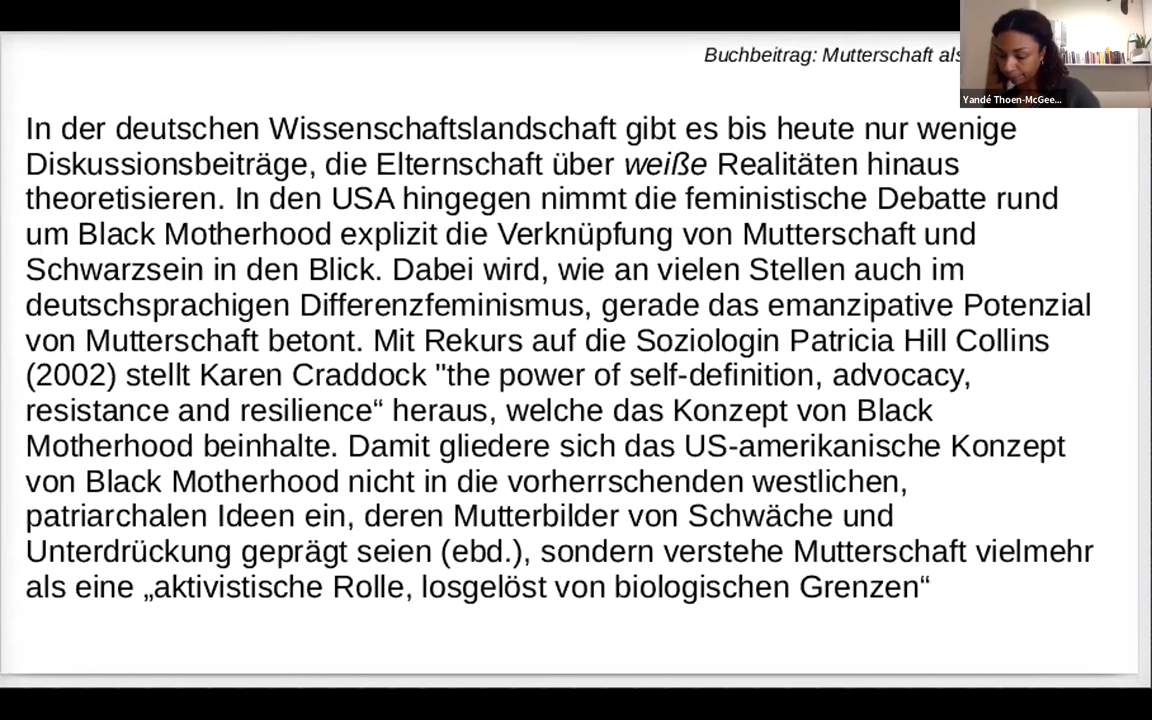 Buchbeitrag: Mutterschaft als
Yandé Thoen-McGee...
In der deutschen Wissenschaftslandschaft gibt es bis heute nur wenige
Diskussionsbeiträge, die Elternschaft über weiße Realitäten hinaus
theoretisieren. In den USA hingegen nimmt die feministische Debatte rund
um Black Motherhood explizit die Verknüpfung von Mutterschaft und
Schwarzsein in den Blick. Dabei wird, wie an vielen Stellen auch im
deutschsprachigen Differenzfeminismus, gerade das emanzipative Potenzial
von Mutterschaft betont. Mit Rekurs auf die Soziologin Patricia Hill Collins
(2002) stellt Karen Craddock "the power of self-definition, advocacy,
resistance and resilience“ heraus, welche das Konzept von Black
Motherhood beinhalte. Damit gliedere sich das US-amerikanische Konzept
von Black Motherhood nicht in die vorherrschenden westlichen,
patriarchalen Ideen ein, deren Mutterbilder von Schwäche und
Unterdrückung geprägt seien (ebd.), sondern verstehe Mutterschaft vielmehr
als eine „aktivistische Rolle, losgelöst von biologischen Grenzen“